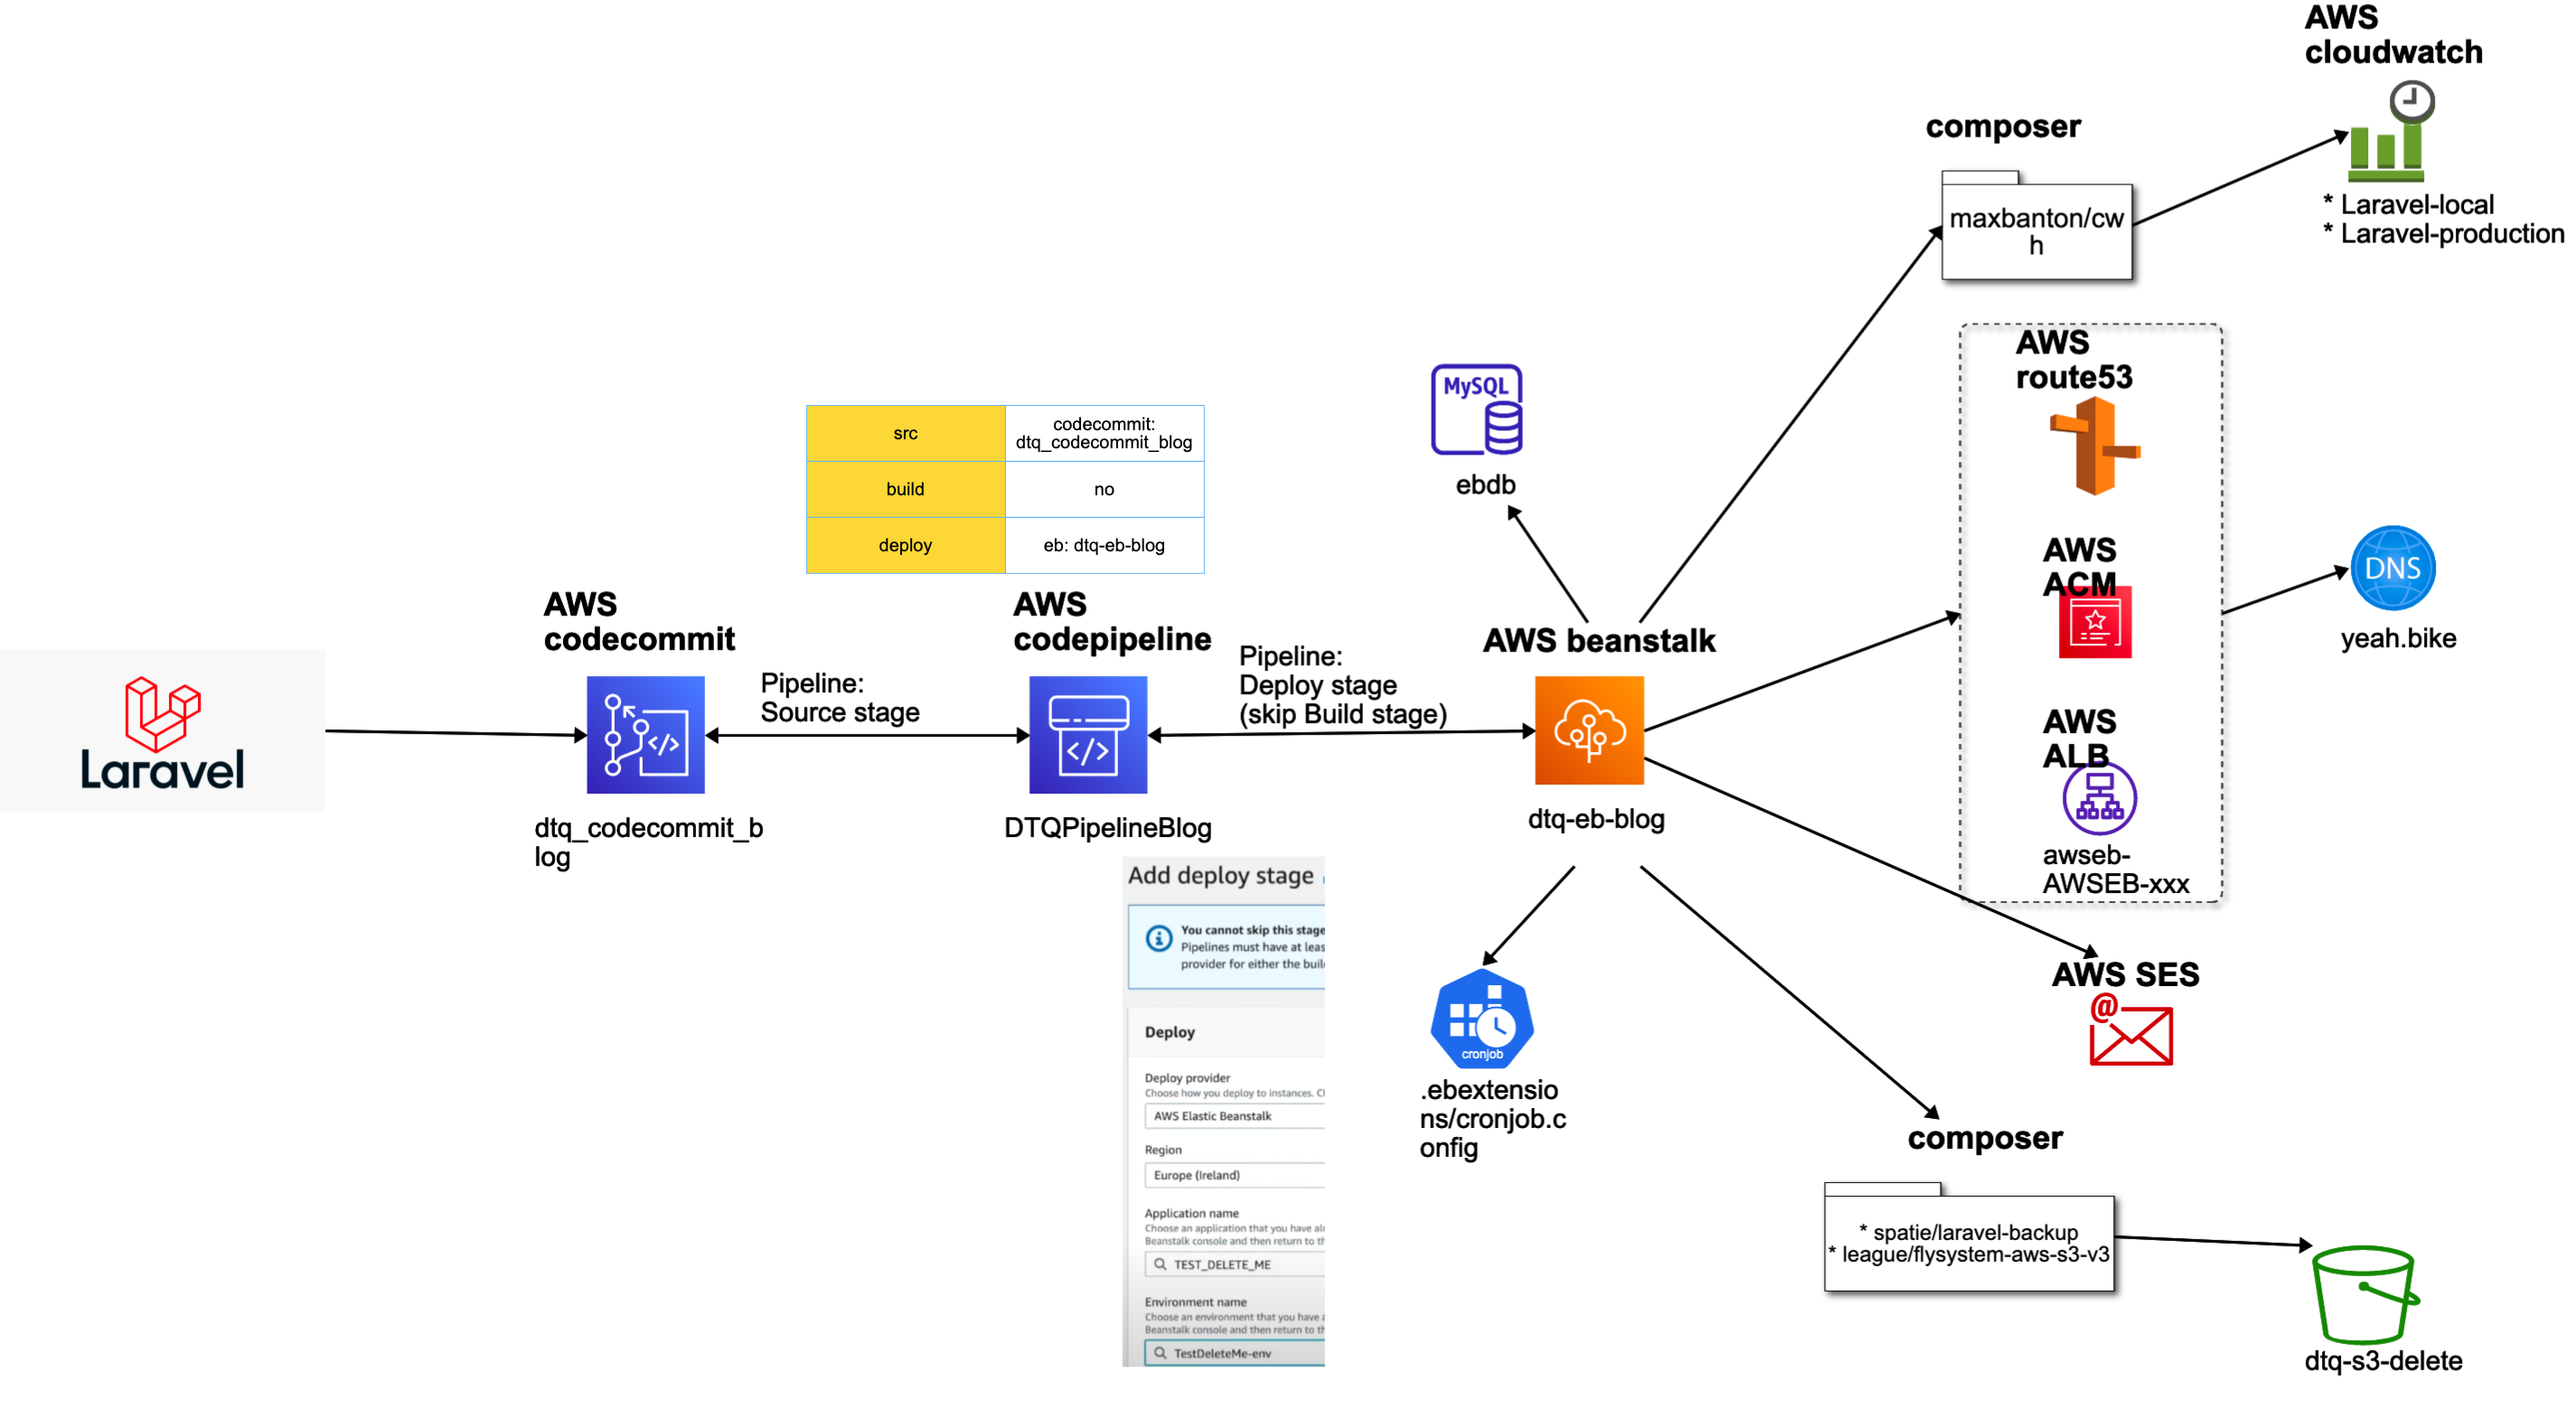 AWS
cloudwatch
* Laravel-local
* Laravel-production
composer
maxbanton/cw
h
AWS
route53
AWS
ACM
AWS
ALB
awseb-
AWSEB-xxx
DNS
yeah.bike
MySQL
ebdb
src
codecommit:
dtq_codecommit_blog
build
no
deploy
eb: dtq-eb-blog
Laravel
AWS
codecommit
dtq_codecommit_b
log
Pipeline:
Source stage
AWS
codepipeline
DTQPipelineBlog
Pipeline:
Deploy stage
(skip Build stage)
AWS beanstalk
dtq-eb-blog
Add deploy stage
You cannot skip this stage
Pipelines must have at leas
provider for either the buil
Deploy
Deploy provider
Choose how you deploy to instances. Cl
AWS Elastic Beanstalk
Region
Europe (Ireland)
Application name
Choose an application that you have al
Beanstalk console and then return to th
TEST_DELETE_ME
Environment name
Choose an environment that you have a
Beanstalk console and then return to th
TestDeleteMe-env
cronjob
.ebextensio
ns/cronjob.c
onfig
AWS SES
@
composer
* spatie/laravel-backup
* league/flysystem-aws-s3-v3
dtq-s3-delete